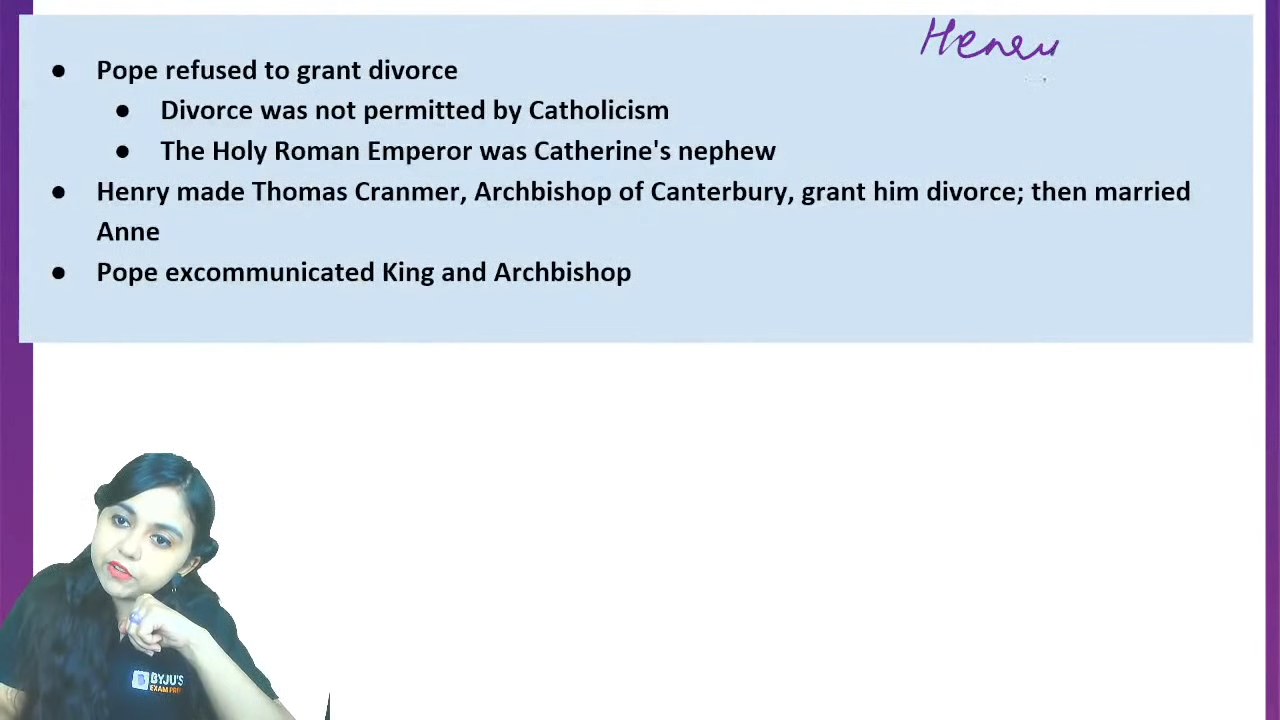 Henry
● Pope refused to grant divorce
● Divorce was not permitted by Catholicism
● The Holy Roman Emperor was Catherine's nephew
● Henry made Thomas Cranmer, Archbishop of Canterbury, grant him divorce; then married
Anne
● Pope excommunicated King and Archbishop
BYJU'S
EXAM PREP